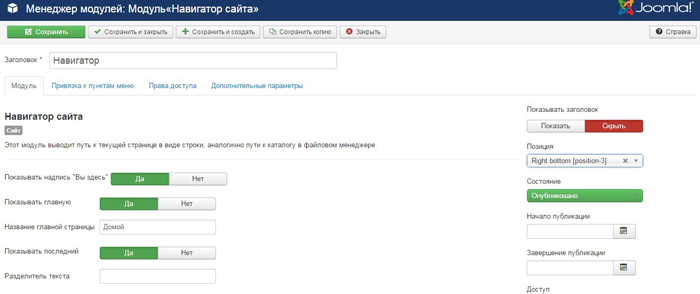 Менеджер модулей: Модуль«Навигатор сайта»
Joomla!
Сохранить
Сохранить и закрыть
Сохранить и создать
Сохранить копию
Закрыть
Справка
Заголовок *
Навигатор
Модуль
Привязка к пунктам меню
Права доступа
Дополнительные параметры
Навигатор сайта
Сайт
Этот модуль выводит путь к текущей странице в виде строки, аналогично пути к каталогу в файловом менеджере.
Показывать надпись "Вы здесь"
Да
Нет
Показывать главную
Да
Нет
Название главной страницы
Домой
Показывать последний
Да
Нет
Разделитель текста
Показывать заголовок
Показать
Скрыть
Позиция
Right bottom [position-3]
Состояние
Опубликовано
Начало публикации
Завершение публикации
Доступ